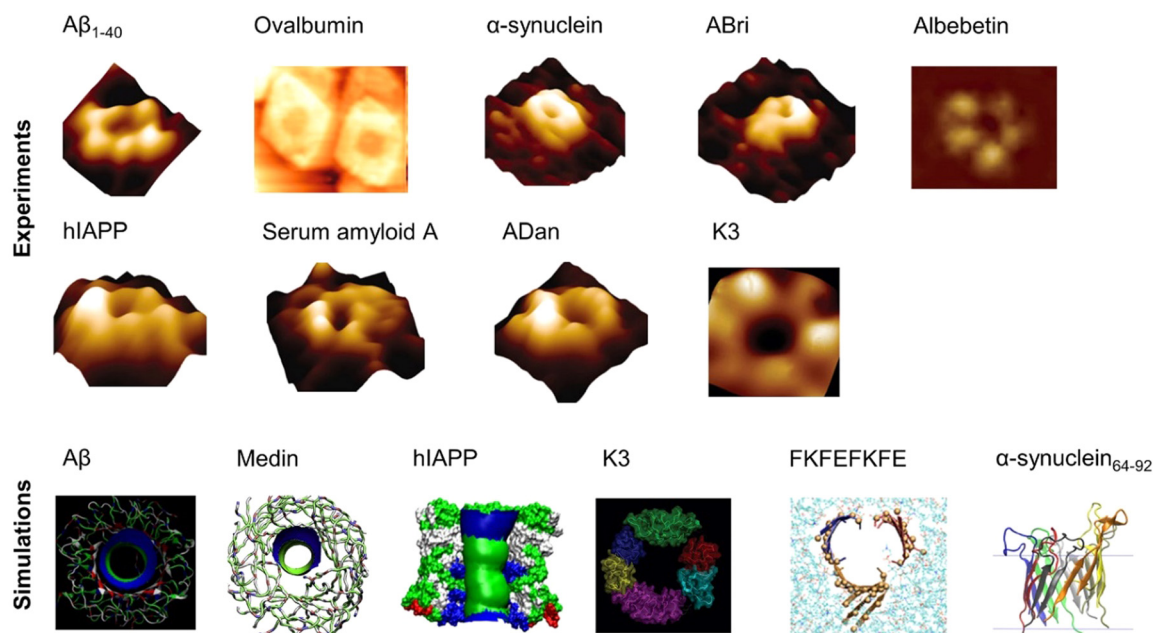 Experiments
Aβ1-40
Ovalbumin
α-synuclein
ABri
Albebetin
hIAPP
Serum amyloid A
ADan
K3
Simulations
Aβ
Medin
hIAPP
K3
FKFEFKFE
α-synuclein64-92